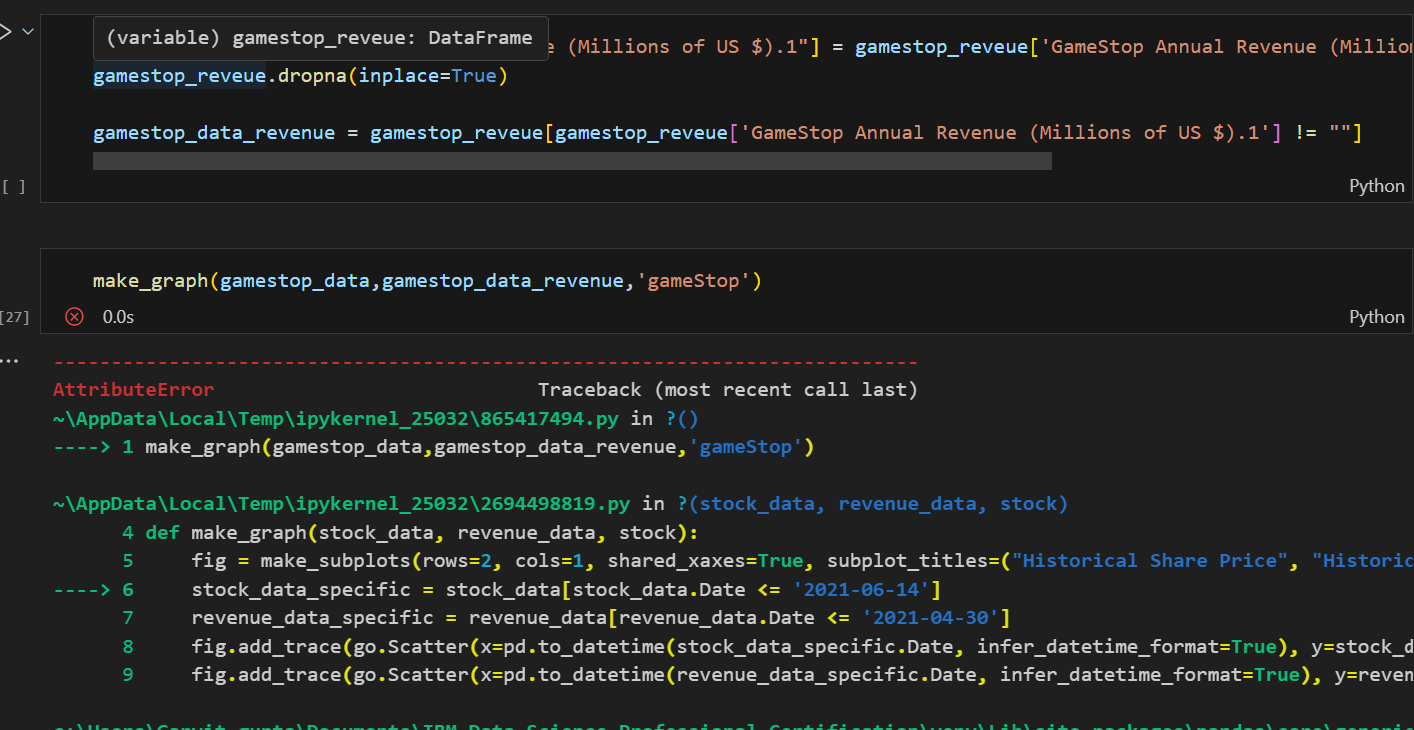 (variable) gamestop_reveue: DataFrame
e (Millions of US $).1"] = gamestop_reveue['GameStop Annual Revenue (Million
gamestop_reveue.dropna(inplace=True)
gamestop_data_revenue = gamestop_reveue[gamestop_reveue['GameStop Annual Revenue (Millions of US $).1'] != ""]
[ ]
Python
make_graph(gamestop_data,gamestop_data_revenue,'gameStop')
[27]
0.0s
Python
...
---------------------------------------------------------------------------
AttributeError                            Traceback (most recent call last)
~\AppData\Local\Temp\ipykernel_25032\865417494.py in ?()
----> 1 make_graph(gamestop_data,gamestop_data_revenue,'gameStop')
~\AppData\Local\Temp\ipykernel_25032\2694498819.py in ?(stock_data, revenue_data, stock)
4 def make_graph(stock_data, revenue_data, stock):
5     fig = make_subplots(rows=2, cols=1, shared_xaxes=True, subplot_titles=("Historical Share Price", "Historic
----> 6     stock_data_specific = stock_data[stock_data.Date <= '2021-06-14']
7     revenue_data_specific = revenue_data[revenue_data.Date <= '2021-04-30']
8     fig.add_trace(go.Scatter(x=pd.to_datetime(stock_data_specific.Date, infer_datetime_format=True), y=stock_d
9     fig.add_trace(go.Scatter(x=pd.to_datetime(revenue_data_specific.Date, infer_datetime_format=True), y=reven